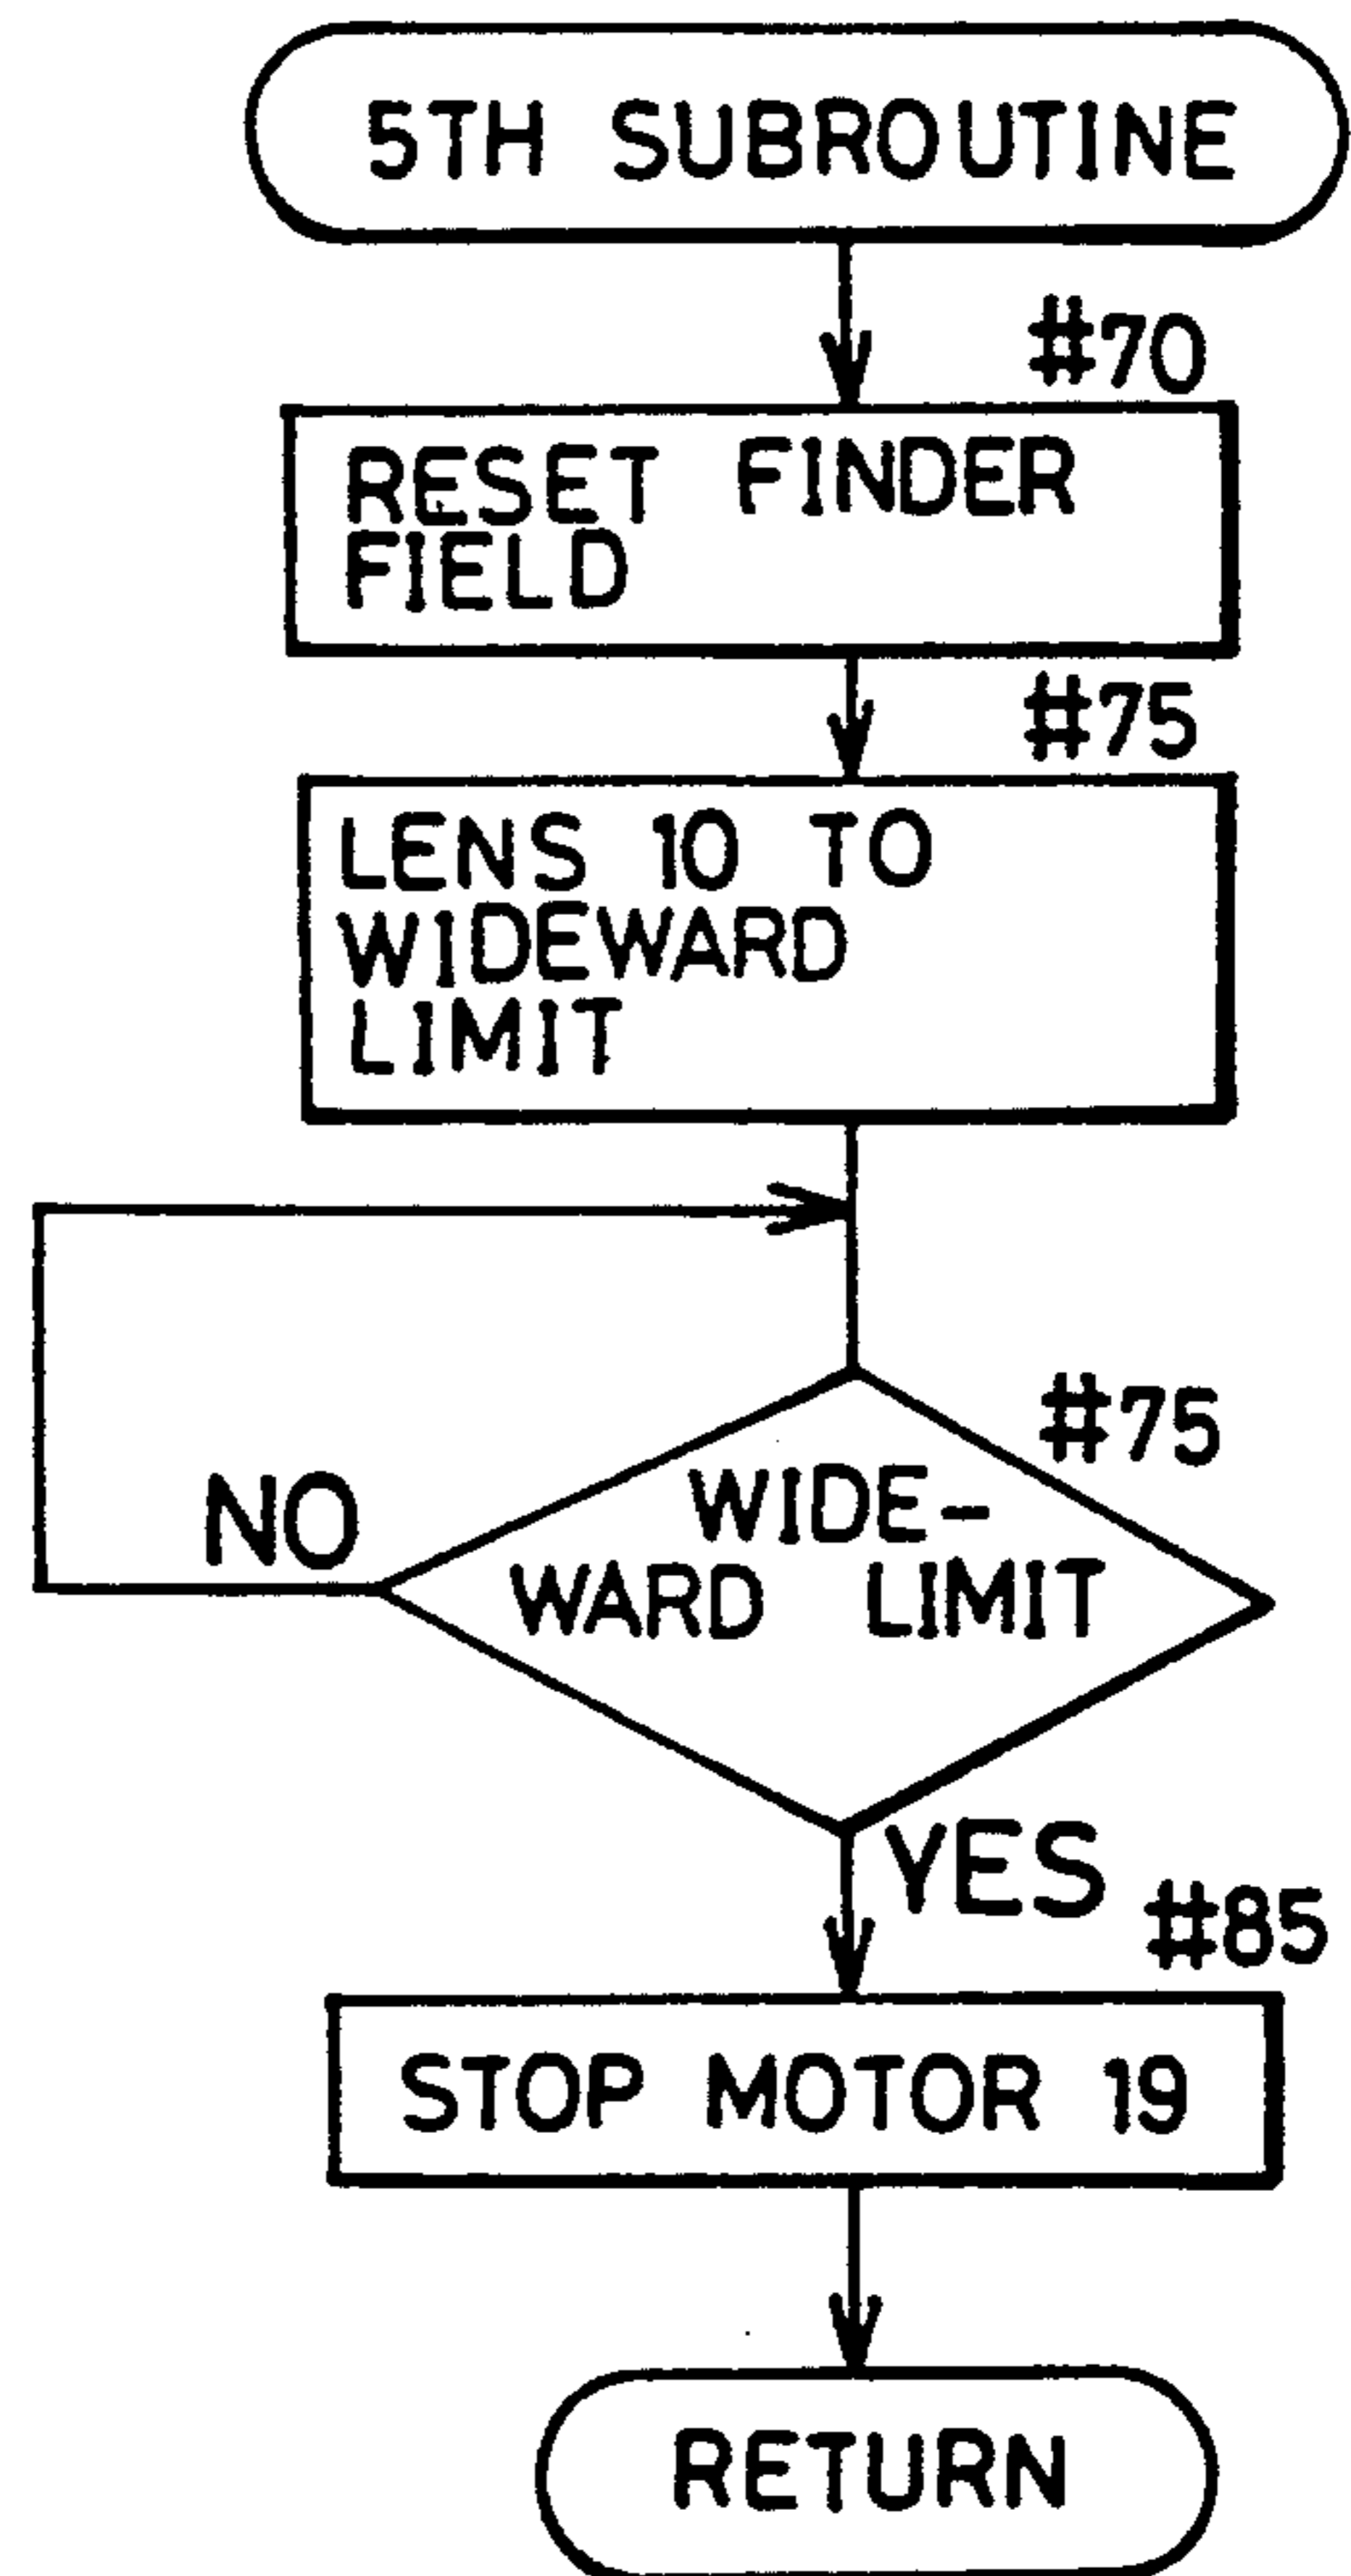 5TH SUBROUTINE
#70
RESET FINDER
FIELD
#75
LENS 10 TO
WIDEWARD
LIMIT
#75
WIDE-
WARD LIMIT
NO
YES
#85
STOP MOTOR 19
RETURN